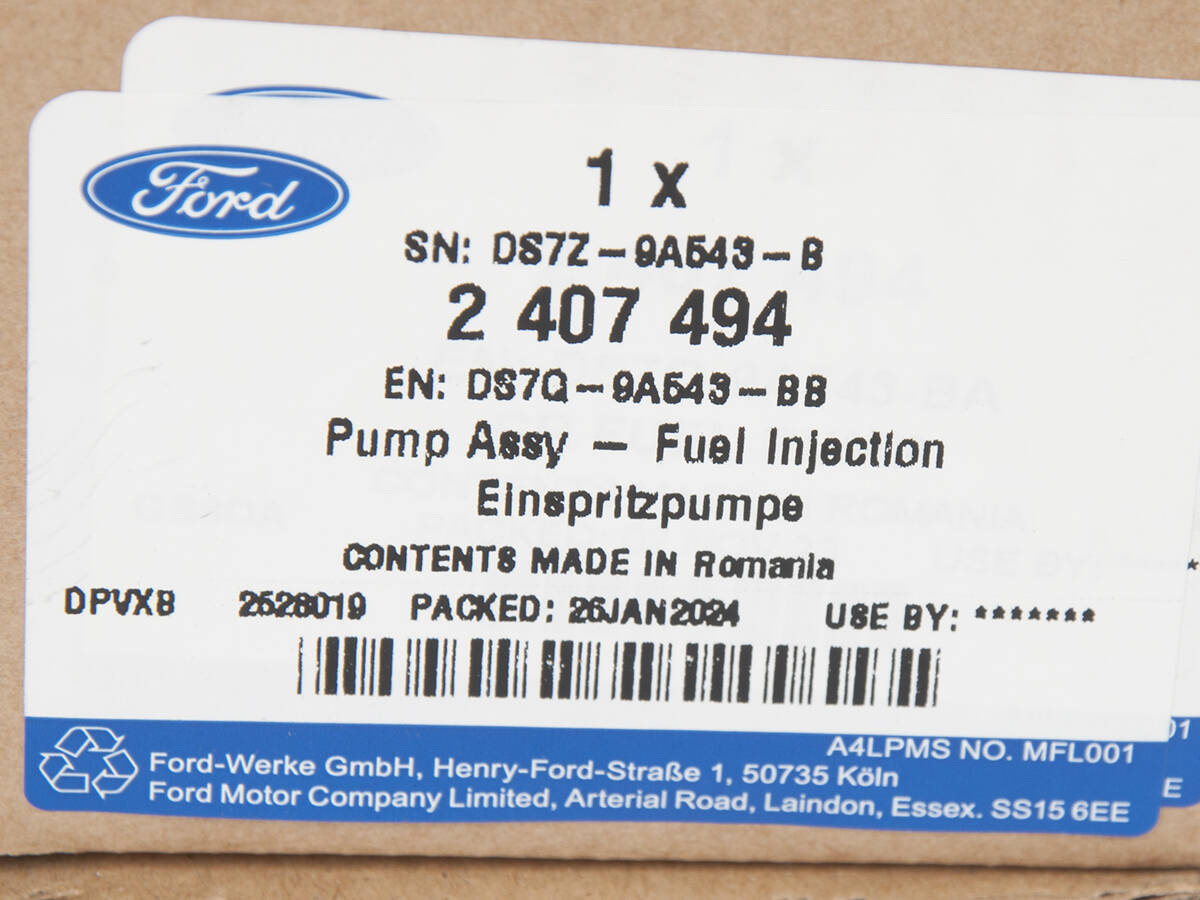 Ford
1 x
SN: DS7Z-9A543-B
2 407 494
EN: DS7Q-9A543-BB
Pump Assy - Fuel Injection
Einspritzpumpe
CONTENTS MADE IN Romania
DPVXB 2528019 PACKED: 26JAN2024 USE BY: *******
A4LPMS NO. MFL001
Ford-Werke GmbH, Henry-Ford-Straße 1, 50735 Köln
Ford Motor Company Limited, Arterial Road, Laindon, Essex. SS15 6EE